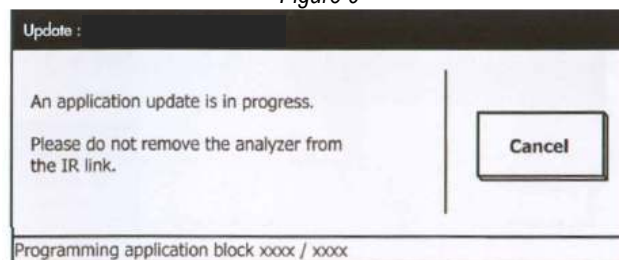 Update :
An application update is in progress.
Please do not remove the analyzer from
the IR link.
Cancel
Programming application block xxxx / xxxx